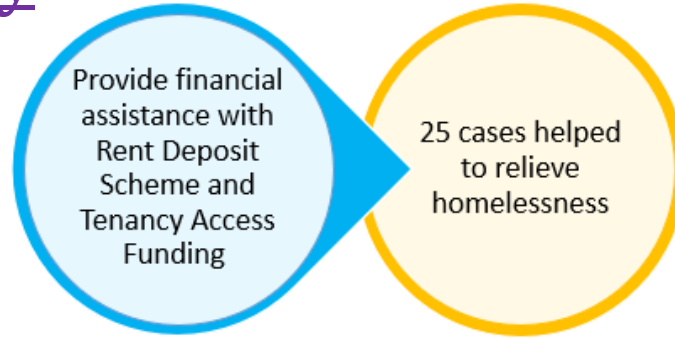 Provide financial
assistance with
Rent Deposit
Scheme and
Tenancy Access
Funding
25 cases helped
to relieve
homelessness